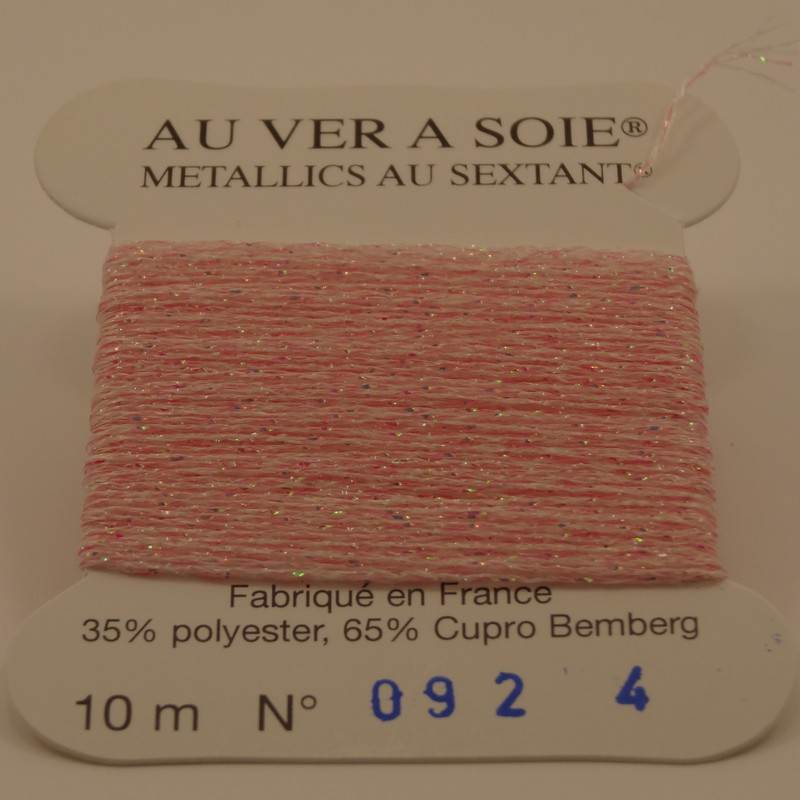 AU VER A SOIE®
METALLICS AU SEXTANT®
Fabriqué en France
35% polyester, 65% Cupro Bemberg
10 m N° 092 4